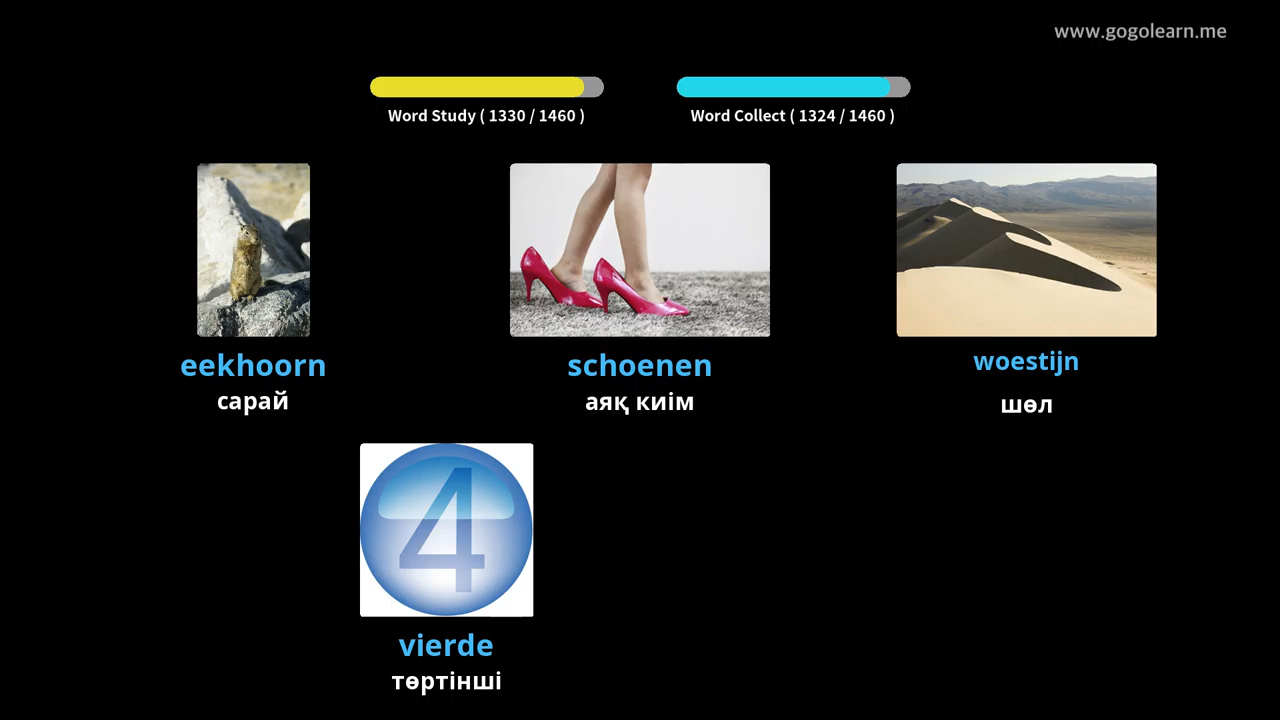 www.gogolearn.me
Word Study ( 1330 / 1460 )
Word Collect ( 1324 / 1460 )
eekhoorn
сарай
schoenen
аяқ киім
woestijn
шөл
4
vierde
төртінші